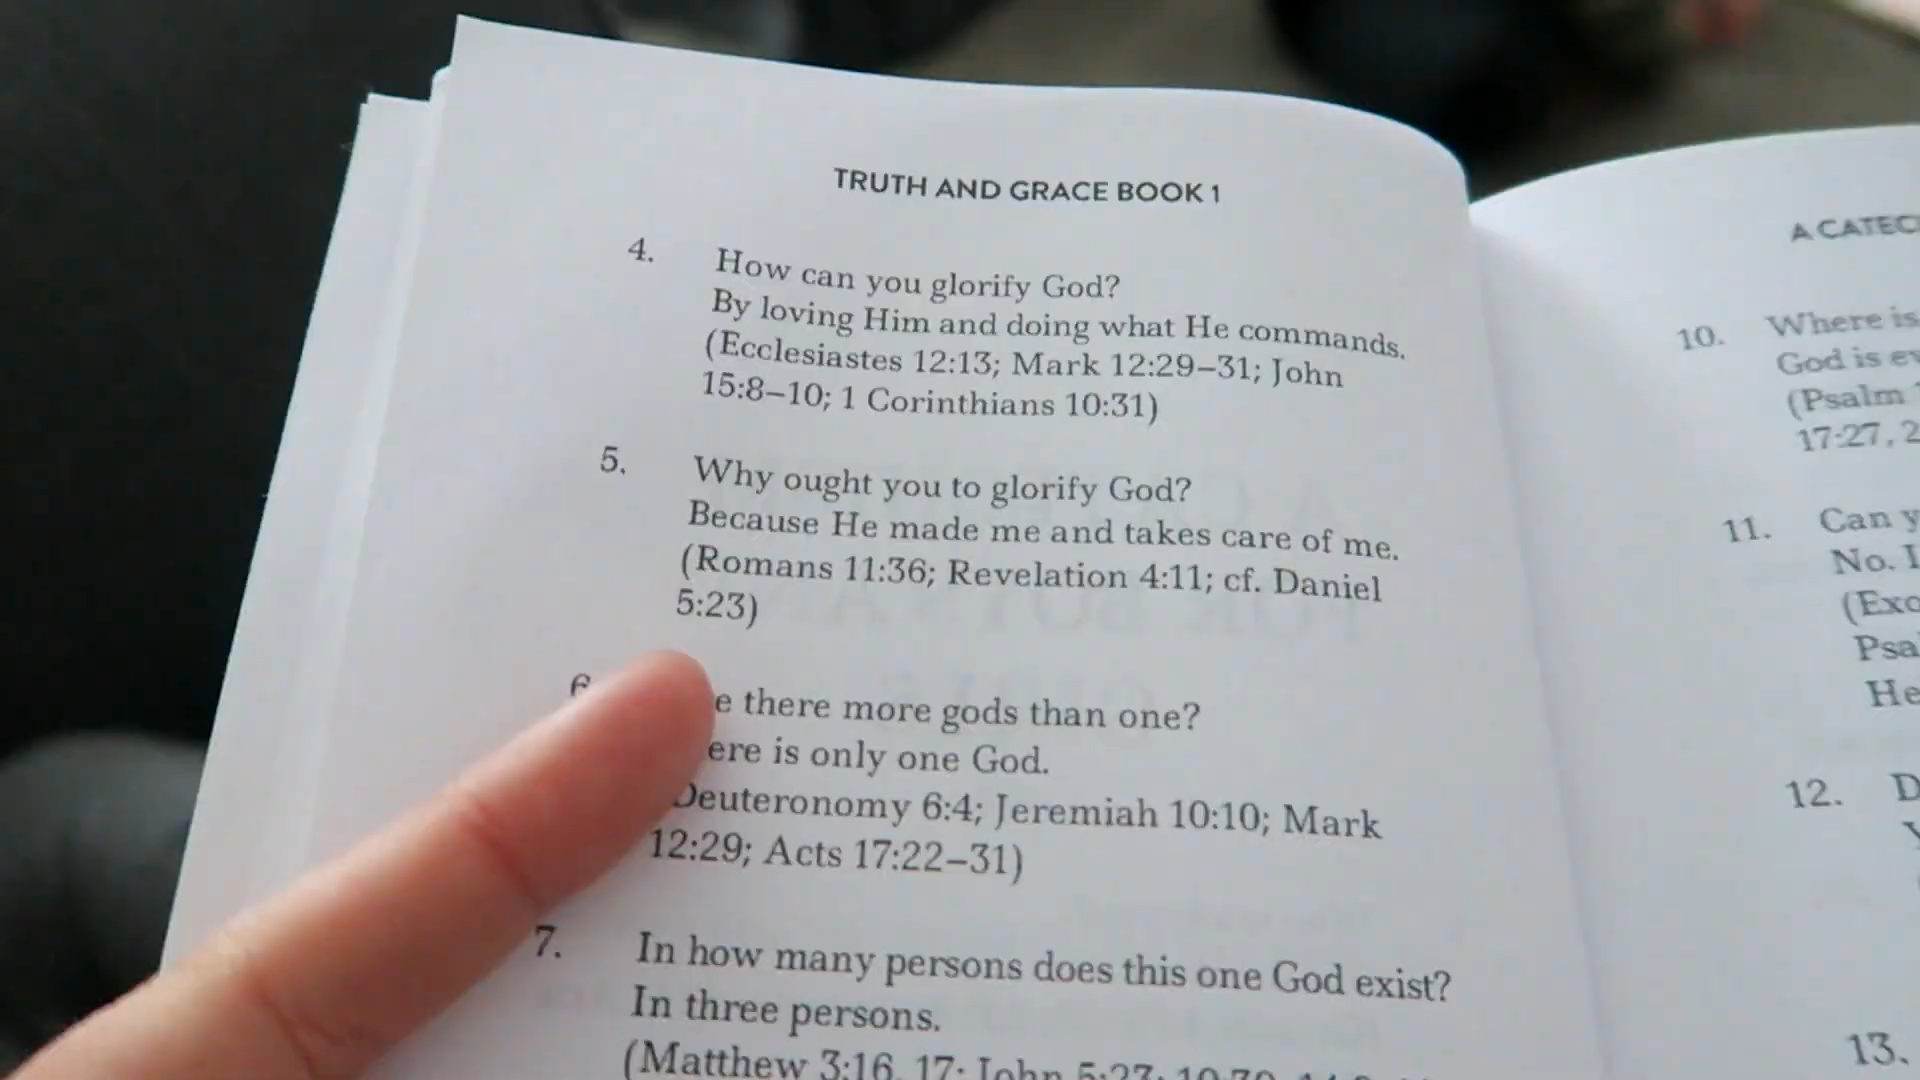 TRUTH AND GRACE BOOK 1
4. How can you glorify God?
By loving Him and doing what He commands.
(Ecclesiastes 12:13; Mark 12:29–31; John
15:8–10; 1 Corinthians 10:31)
5. Why ought you to glorify God?
Because He made me and takes care of me.
(Romans 11:36; Revelation 4:11; cf. Daniel
5:23)
there more gods than one?
is only one God.
Deuteronomy 6:4; Jeremiah 10:10; Mark
12:29; Acts 17:22–31)
7. In how many persons does this one God exist?
In three persons.
(Matthew 3:16, 17; John
A
10. Where is
God is
(Psalm
17:27,
11. Can
No.
Psa
He
12.
13.